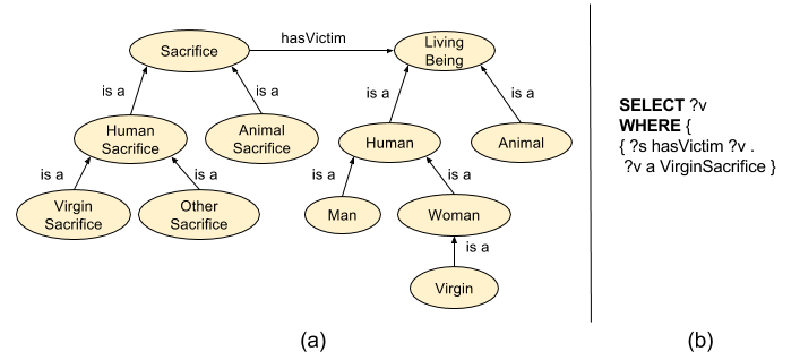 hasVictim
Sacrifice
Living
Being
is a
is a
is a
is a
Human
Sacrifice
Animal
Sacrifice
Human
Animal
is a
is a
is a
is a
Virgin
Sacrifice
Other
Sacrifice
Man
Woman
is a
Virgin
(a)
SELECT ?v
WHERE {
{ ?s hasVictim ?v .
?v a VirginSacrifice }
(b)